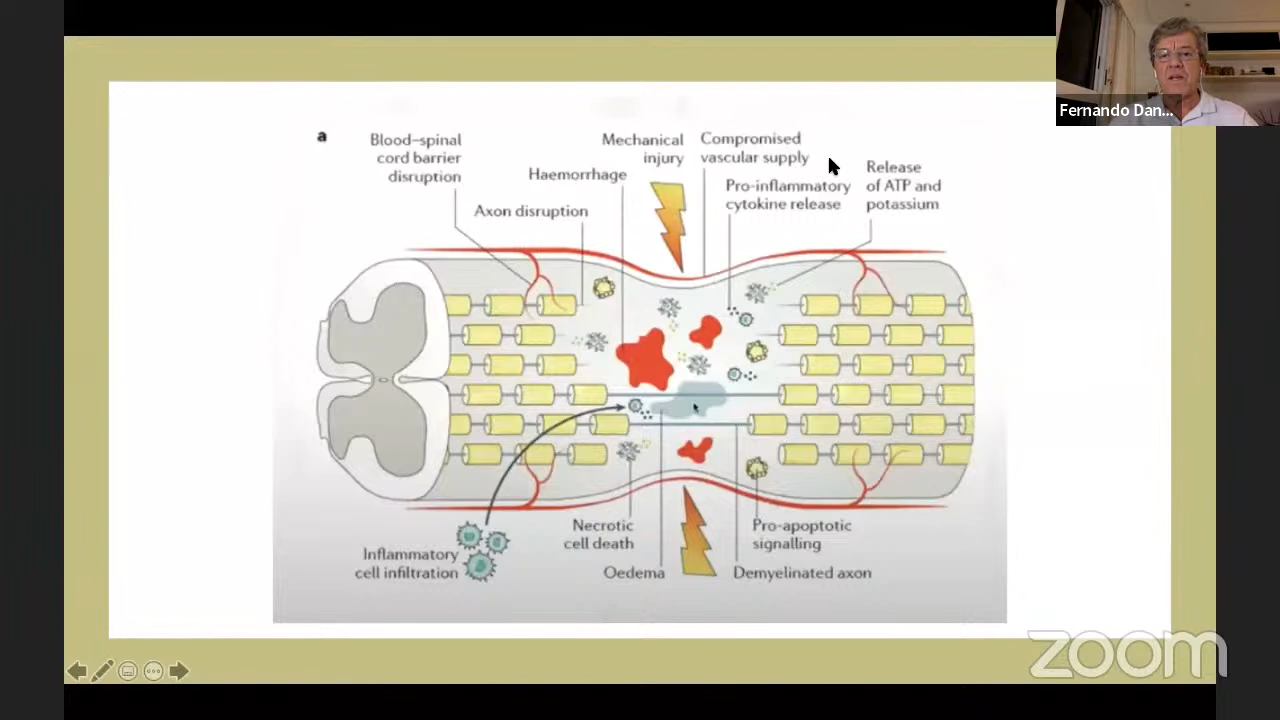 Fernando Dan...
a
Blood–spinal
cord barrier
disruption
Haemorrhage
Axon disruption
Mechanical
injury
Compromised
vascular supply
Pro-inflammatory
cytokine release
Release
of ATP and
potassium
Inflammatory
cell infiltration
Necrotic
cell death
Oedema
Pro-apoptotic
signalling
Demyelinated axon
zoom